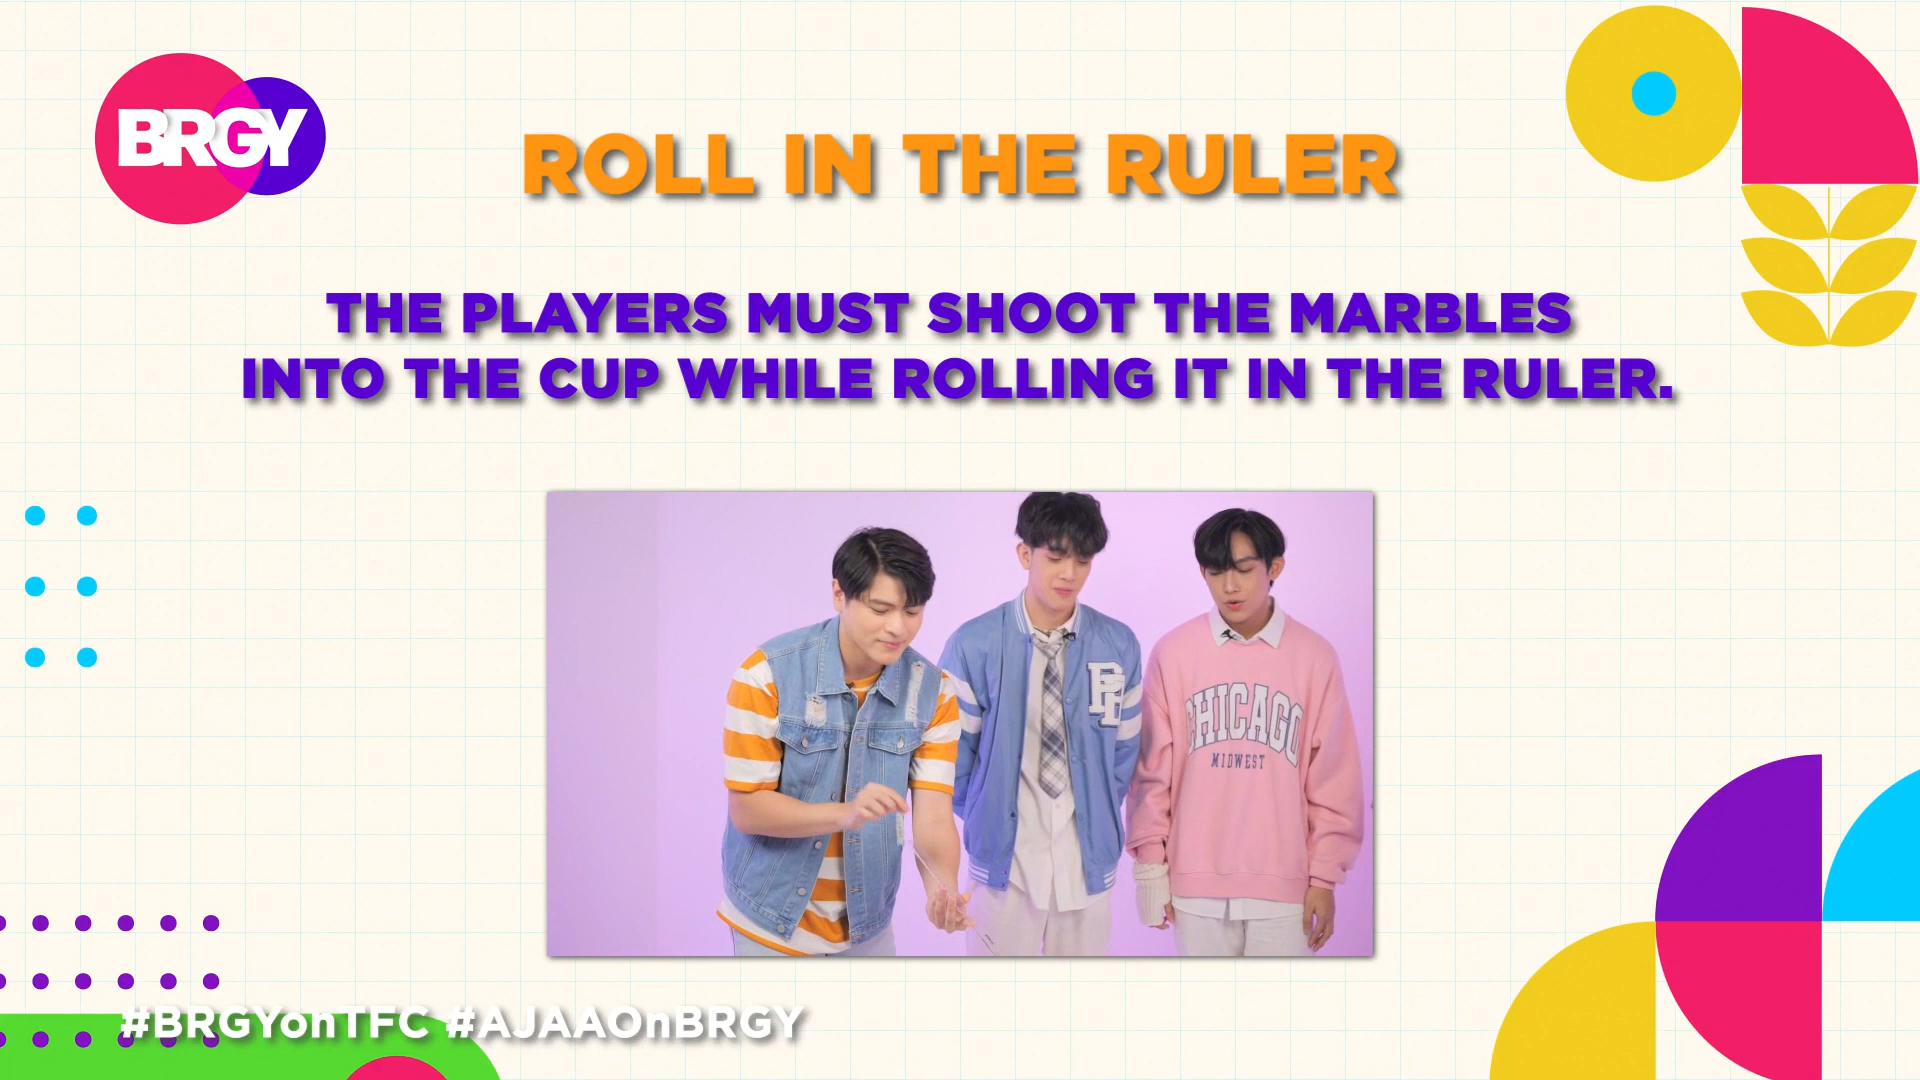 BRGY
ROLL IN THE RULER
THE PLAYERS MUST SHOOT THE MARBLES
INTO THE CUP WHILE ROLLING IT IN THE RULER.
CHICAGO
MIDWEST
#BRGYonTFC #AJAAOnBRGY